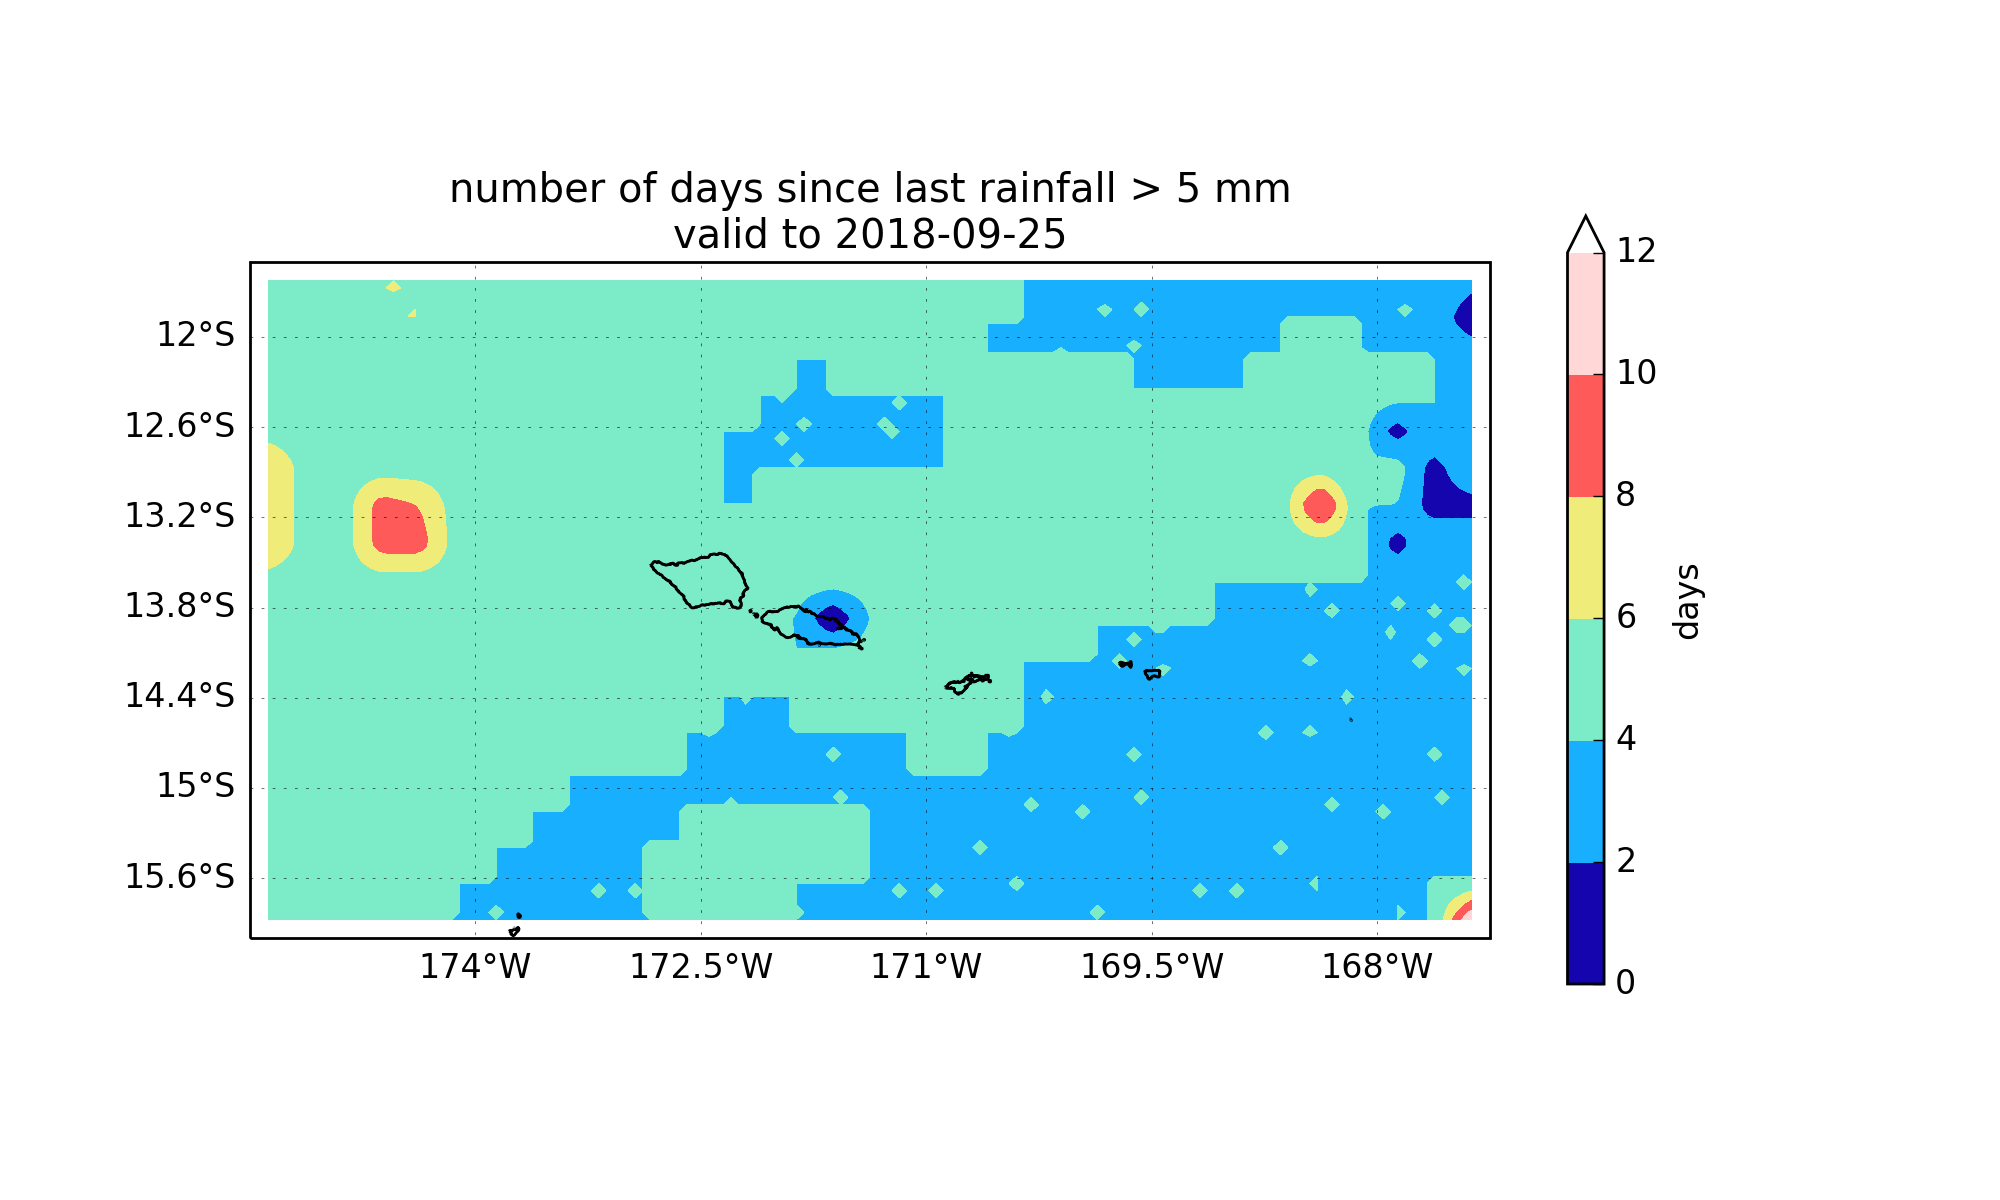 number of days since last rainfall > 5 mm
valid to 2018-09-25
12°S
12.6°S
13.2°S
13.8°S
14.4°S
15°S
15.6°S
174°W
172.5°W
171°W
169.5°W
168°W
12
10
8
6
4
2
0
days